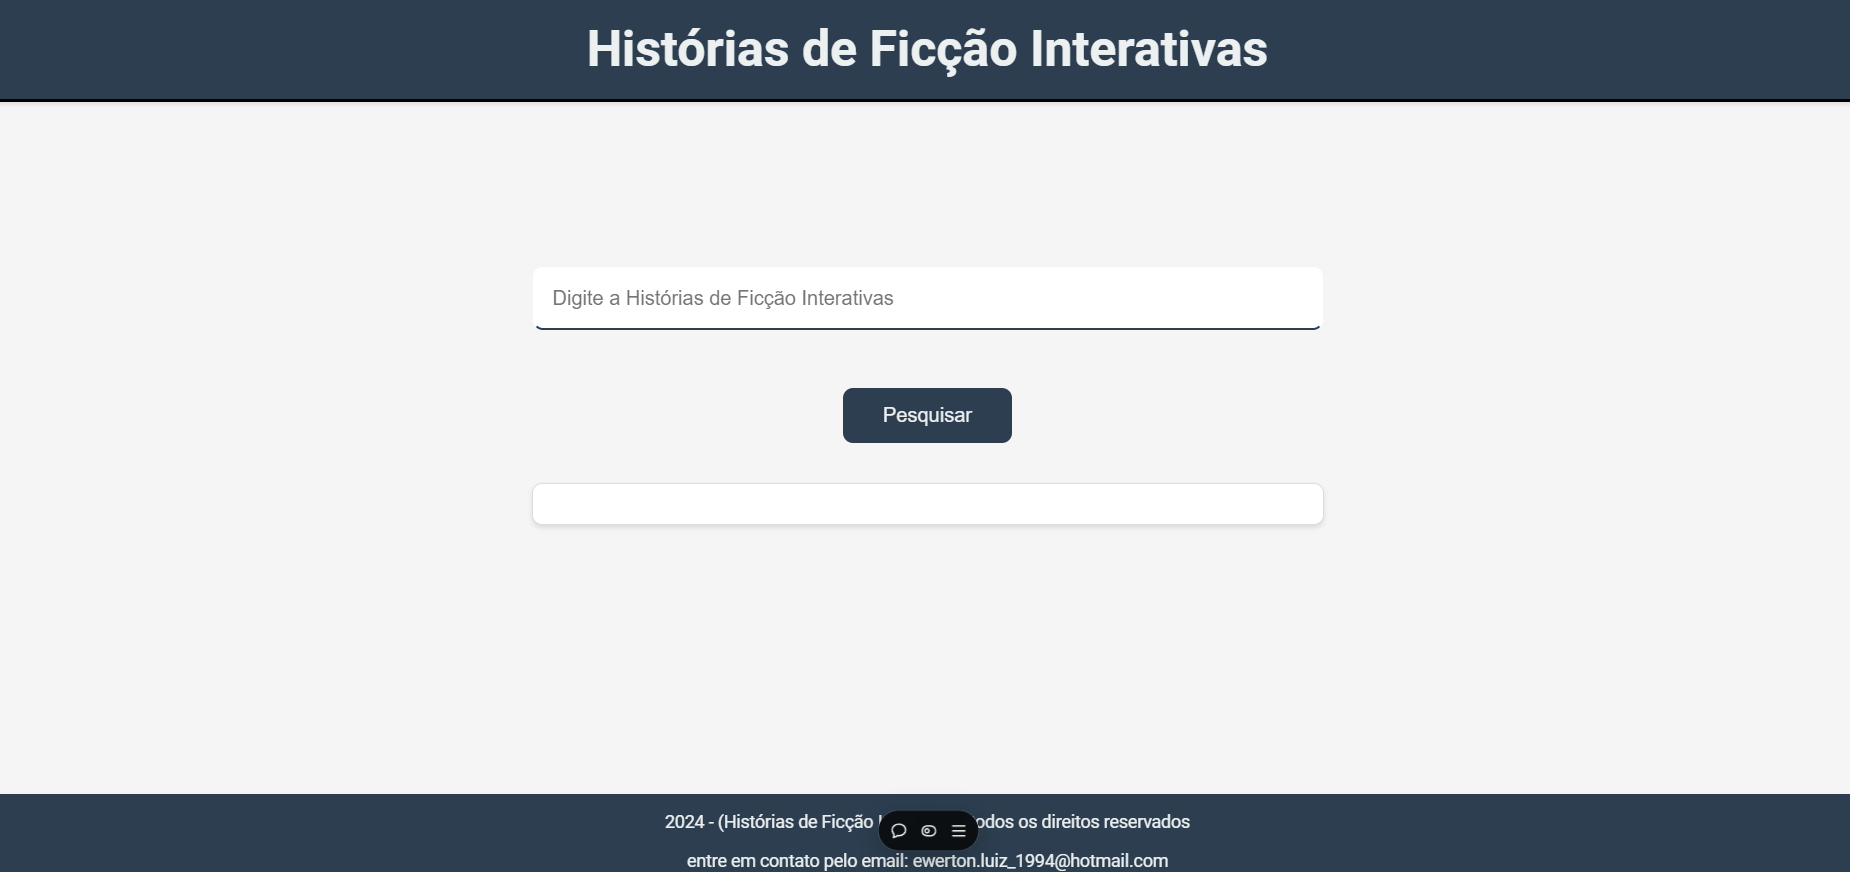 Histórias de Ficção Interativas
Digite a Histórias de Ficção Interativas
Pesquisar
2024 - (Histórias de Ficção odos os direitos reservados
entre em contato pelo email: ewerton.luiz_1994@hotmail.com